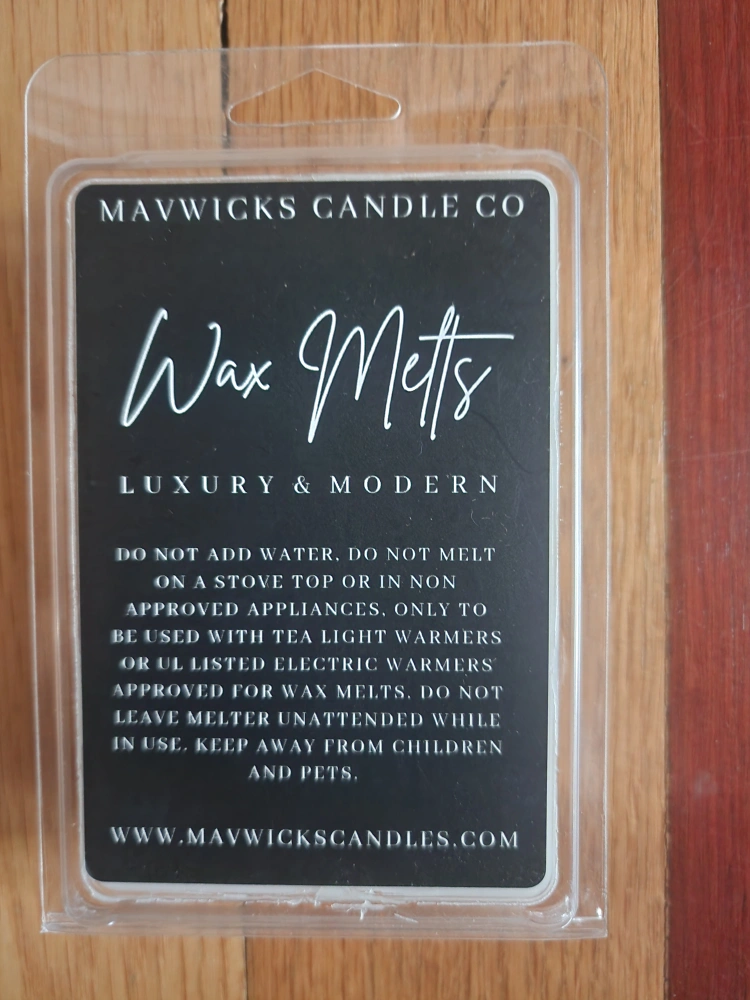 MAVWICKS CANDLE CO
Wax Melts
LUXURY & MODERN
DO NOT ADD WATER, DO NOT MELT
ON A STOVE TOP OR IN NON
APPROVED APPLIANCES, ONLY TO
BE USED WITH TEA LIGHT WARMERS
OR UL LISTED ELECTRIC WARMERS
APPROVED FOR WAX MELTS, DO NOT
LEAVE MELTER UNATTENDED WHILE
IN USE. KEEP AWAY FROM CHILDREN
AND PETS.
WWW.MAVWICKSCANDLES.COM